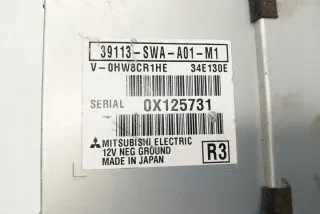 39113-SWA-A01-M1
V-0HW8CR1HE 34E130E
SERIAL 0X125731
MITSUBISHI ELECTRIC
12V NEG GROUND
MADE IN JAPAN
R3